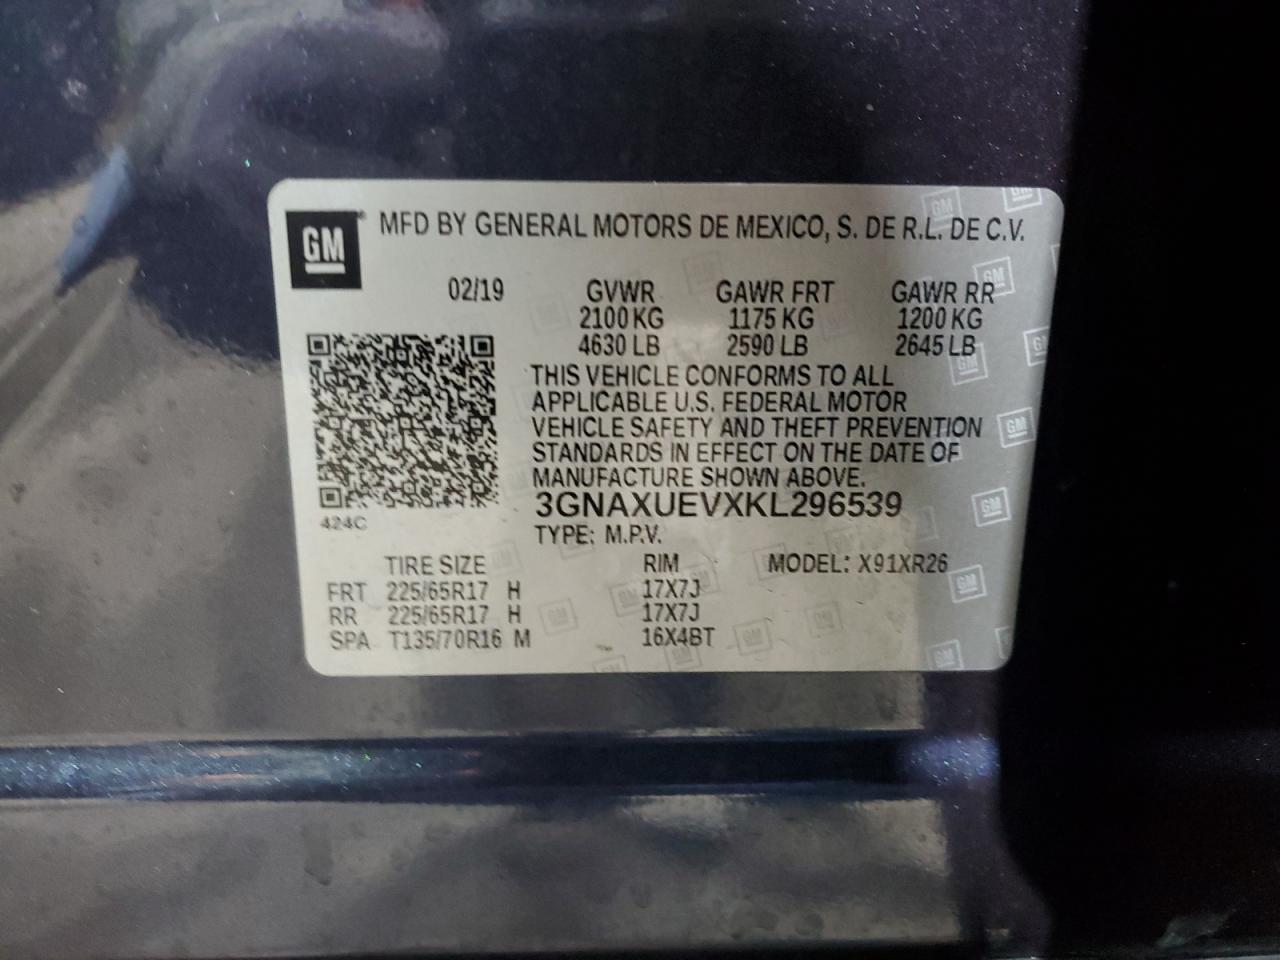 GM
MFD BY GENERAL MOTORS DE MEXICO, S. DE R.L. DE C.V.
02/19 GVWR GAWR FRT GAWR RR
2100 KG 1175 KG 1200 KG
4630 LB 2590 LB 2645 LB
THIS VEHICLE CONFORMS TO ALL
APPLICABLE U.S. FEDERAL MOTOR
VEHICLE SAFETY AND THEFT PREVENTION
STANDARDS IN EFFECT ON THE DATE OF
MANUFACTURE SHOWN ABOVE.
3GNAXUEVXKL296539
424C
TYPE: M.P.V.
TIRE SIZE RIM MODEL: X91XR26
FRT 225/65R17 H 17X7J
RR 225/65R17 H 17X7J
SPA T135/70R16 M 16X4BT